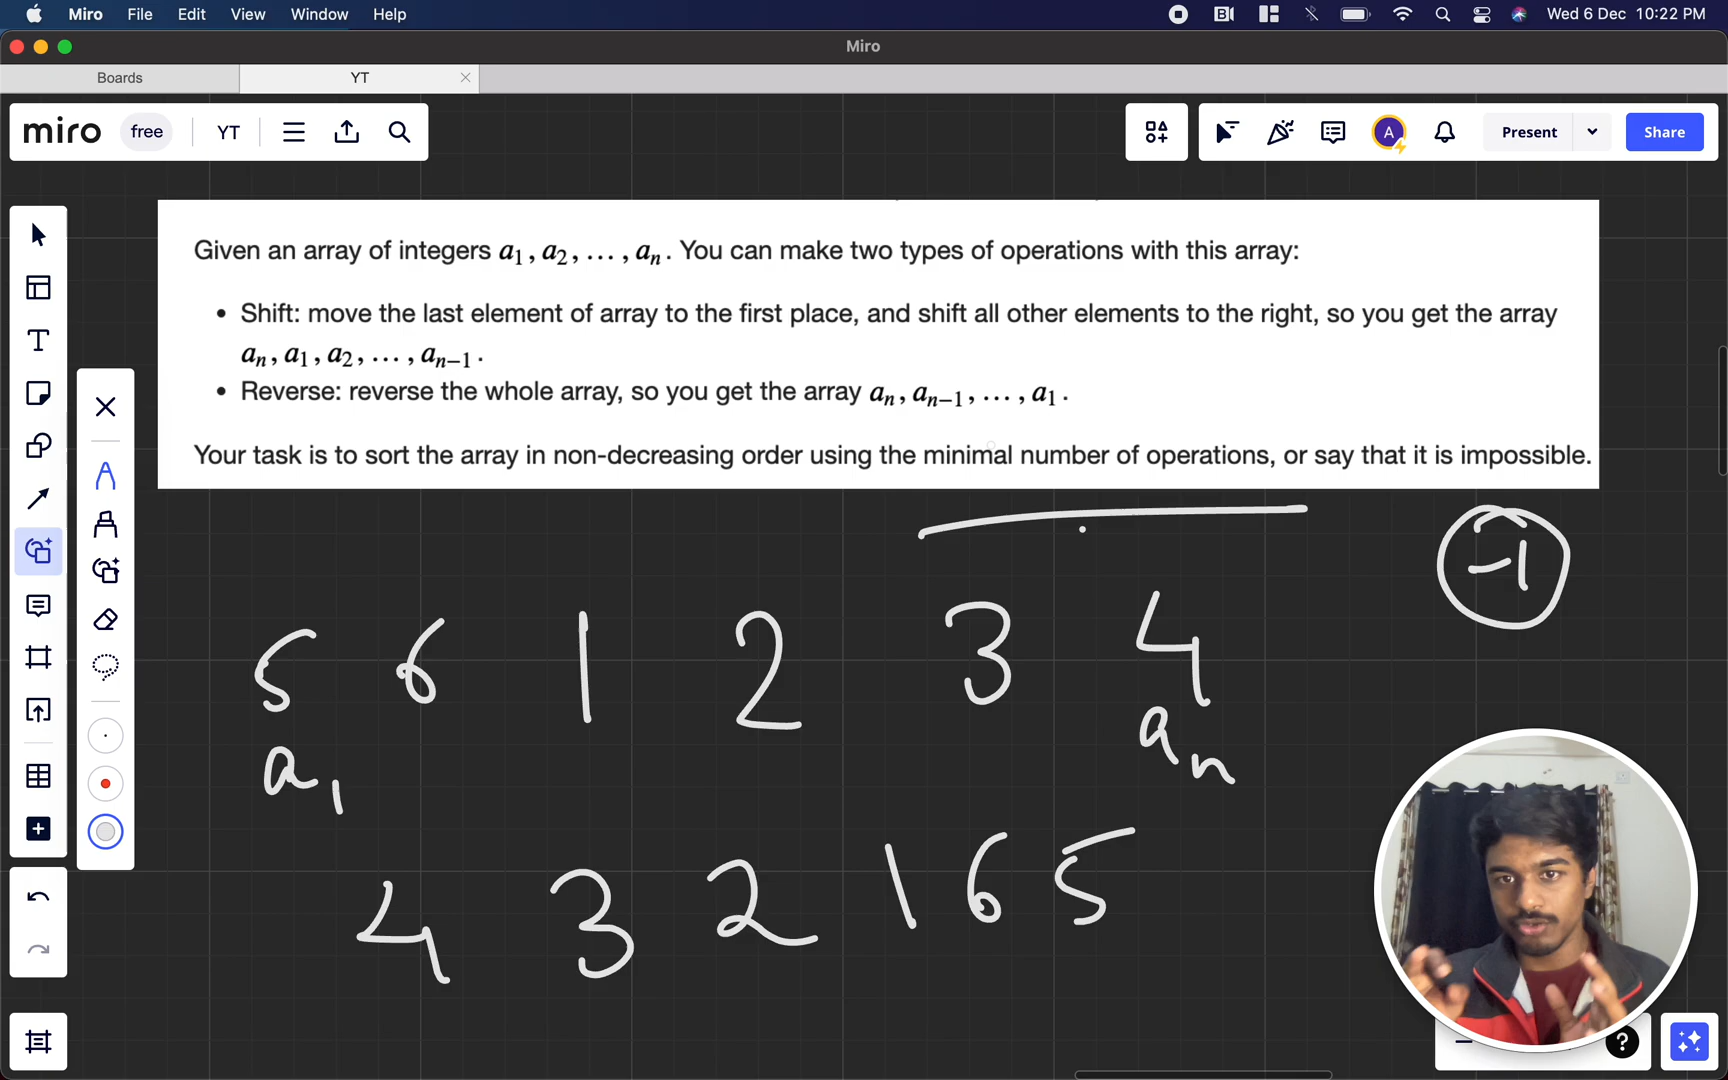 Miro File Edit View Window Help Wed 6 Dec 10:22 PM
Miro
Boards YT
miro free YT Present Share
A
Given an array of integers a₁, a₂, …, aₙ. You can make two types of operations with this array:
• Shift: move the last element of array to the first place, and shift all other elements to the right, so you get the array
aₙ, a₁, a₂, …, aₙ₋₁.
• Reverse: reverse the whole array, so you get the array aₙ, aₙ₋₁, …, a₁.
Your task is to sort the array in non-decreasing order using the minimal number of operations, or say that it is impossible.
-1
5 6 1 2 3 4
a₁ aₙ
4 3 2 1 6 5
?